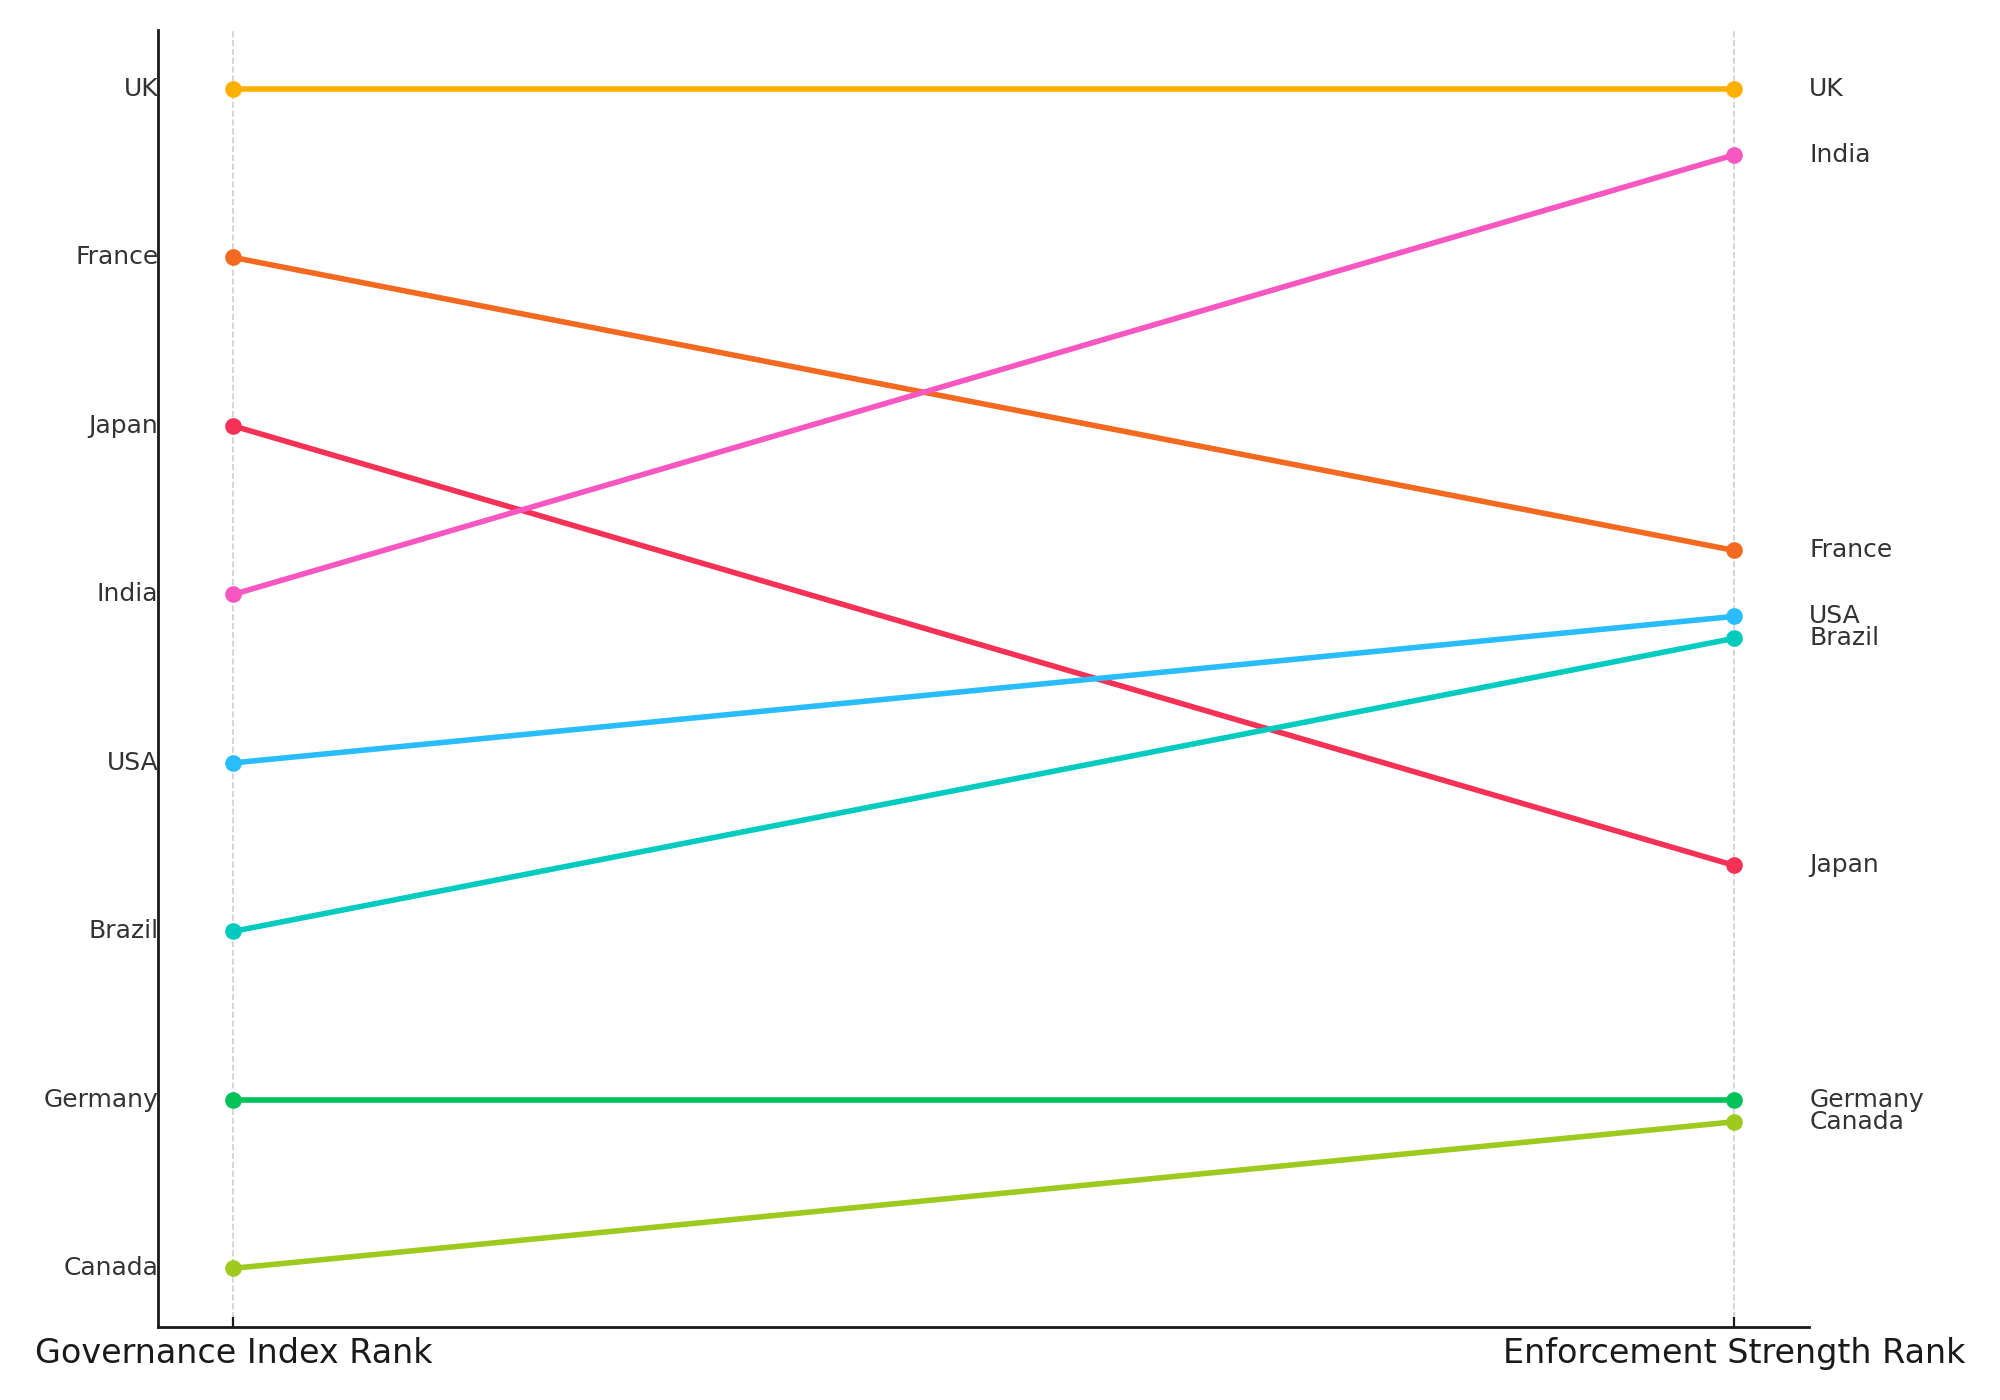 UK
France
Japan
India
USA
Brazil
Germany
Canada
UK
India
France
USA
Brazil
Japan
Germany
Canada
Governance Index Rank
Enforcement Strength Rank